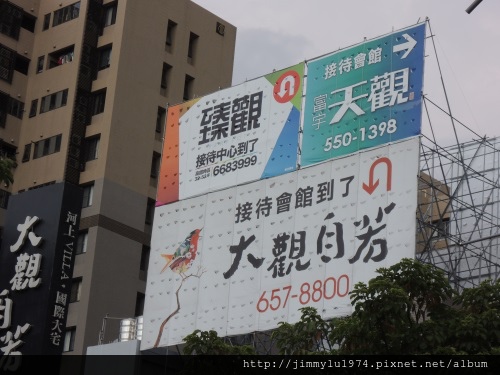 臻觀
接待中心到了
6683999
接待會館
富宇
天觀
550-1398
接待會館到了
大觀自若
657-8800
大觀自若
河上VILLA·國際大宅
http://jimmylu1974.pixnet.net/album